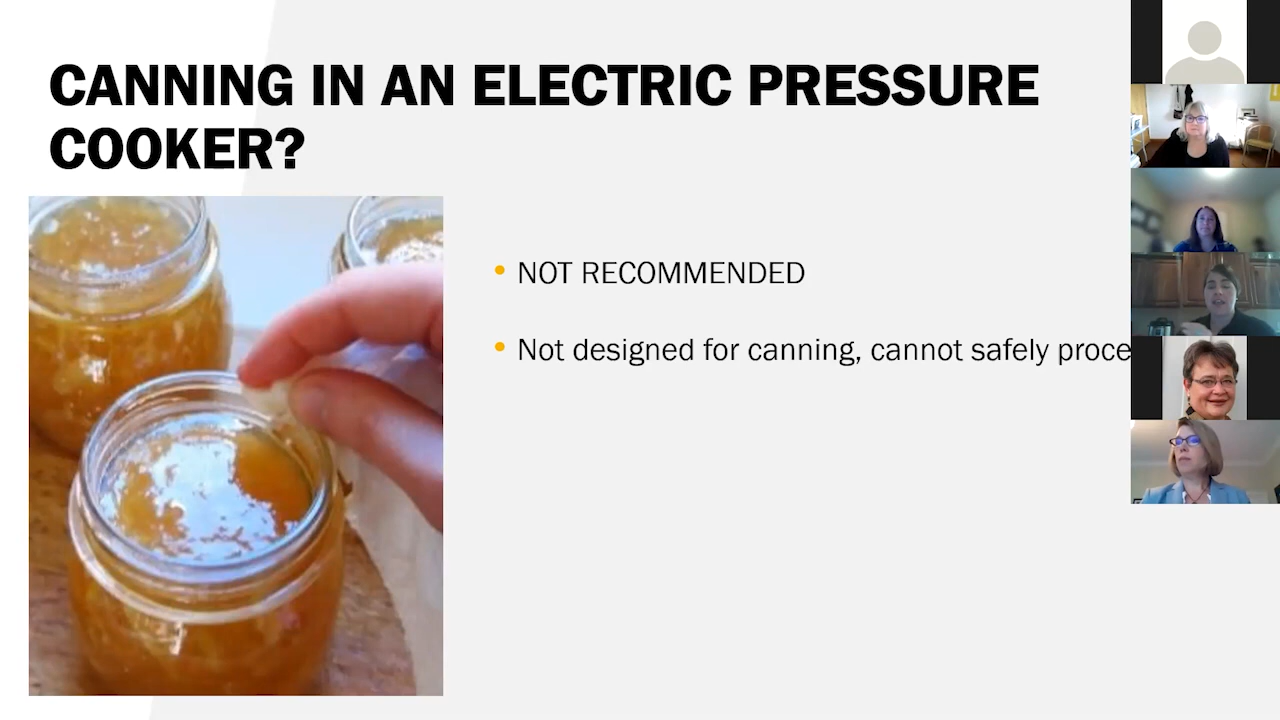 CANNING IN AN ELECTRIC PRESSURE
COOKER?
• NOT RECOMMENDED
• Not designed for canning, cannot safely proce